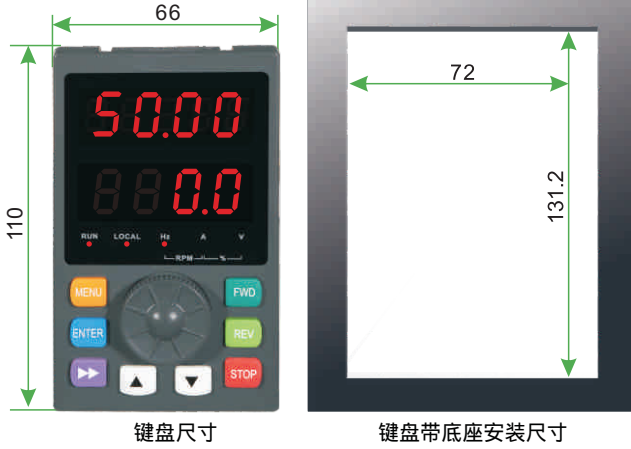 66
72
131.2
110
50.00
0.0
RUN LOCAL Hz A V
RPM %
MENU
FWD
ENTER
REV
STOP
键盘尺寸
键盘带底座安装尺寸